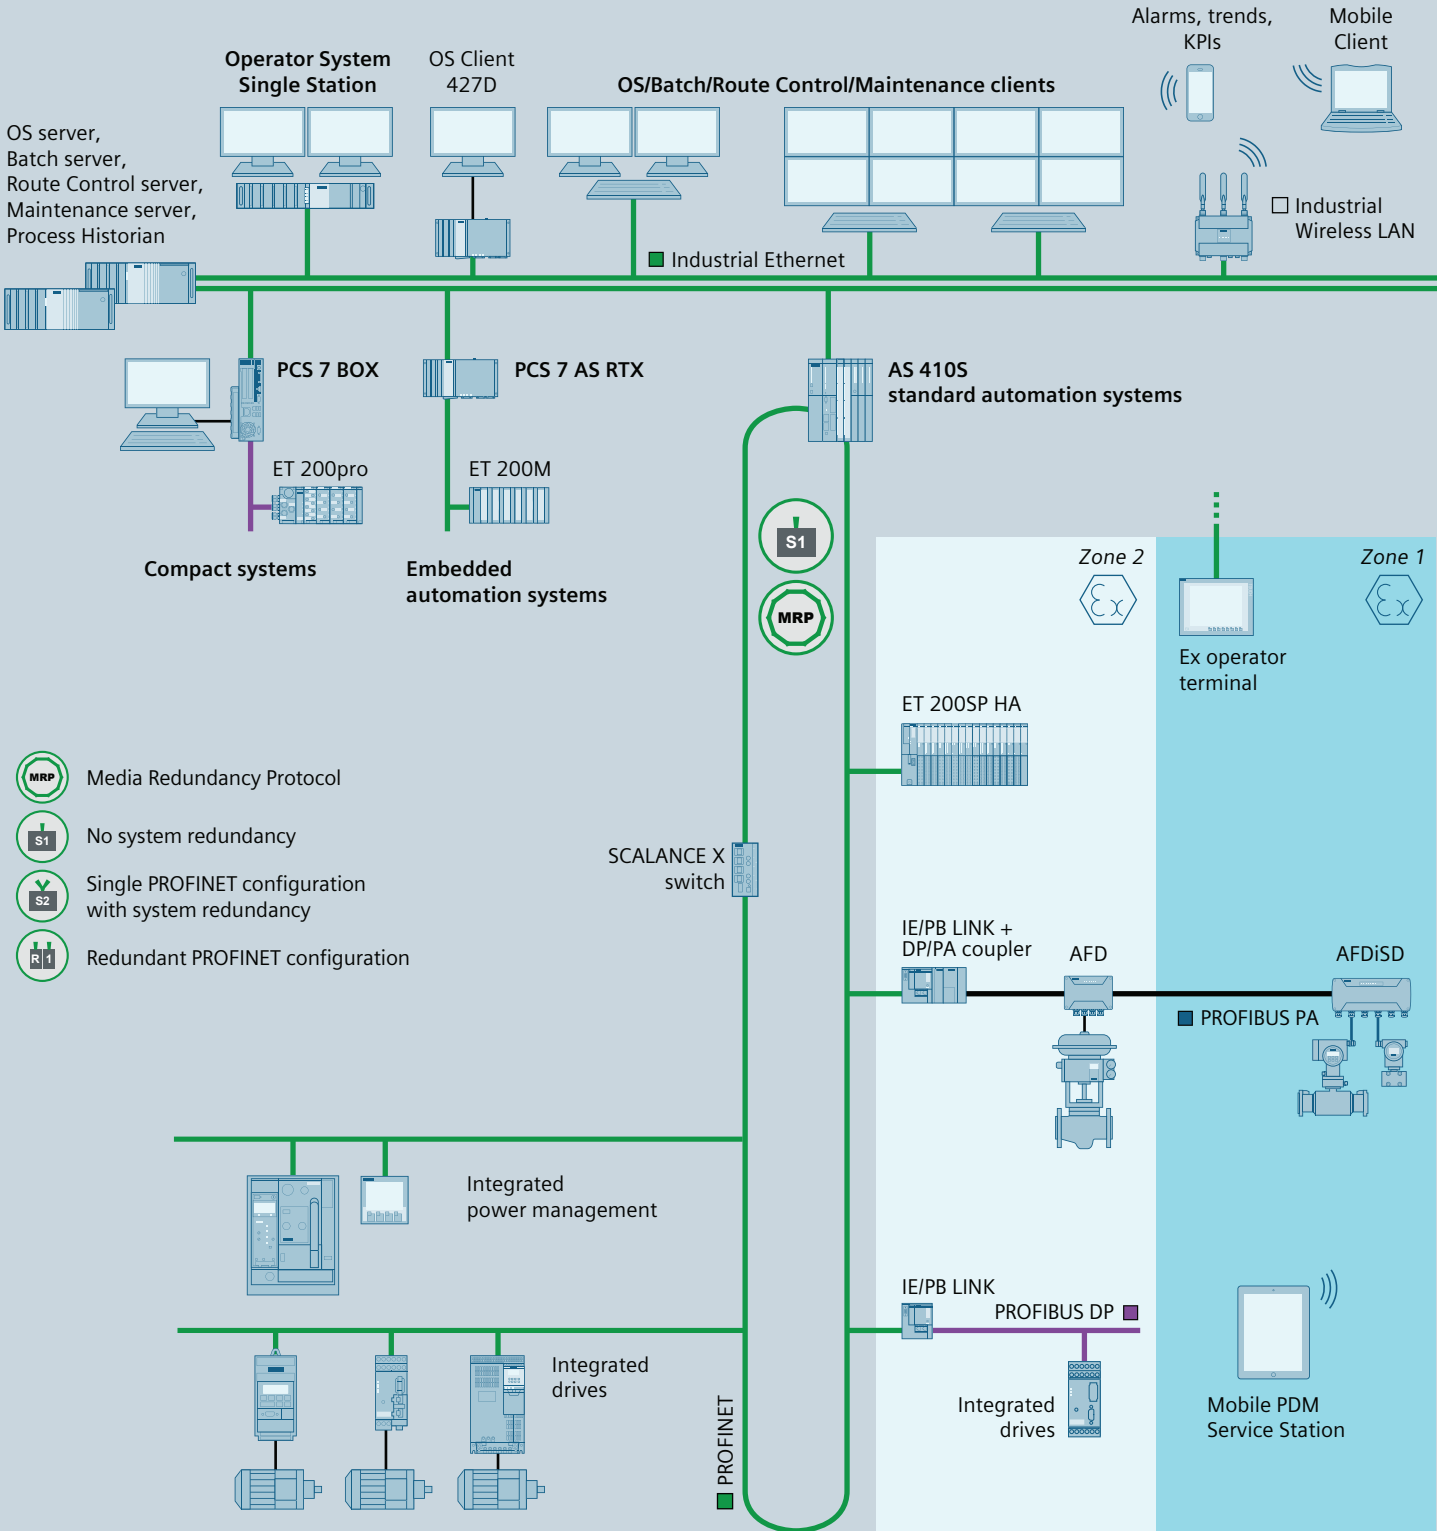 Alarms, trends,
KPIs
Mobile
Client
Operator System
Single Station
OS Client
427D
OS/Batch/Route Control/Maintenance clients
OS server,
Batch server,
Route Control server,
Maintenance server,
Process Historian
Industrial
Wireless LAN
Industrial Ethernet
PCS 7 BOX
PCS 7 AS RTX
AS 410S
standard automation systems
ET 200pro
ET 200M
Compact systems
Embedded
automation systems
S1
MRP
Zone 2
Ex
Zone 1
Ex
Ex operator
terminal
ET 200SP HA
MRP
Media Redundancy Protocol
S1
No system redundancy
S2
Single PROFINET configuration
with system redundancy
R 1
Redundant PROFINET configuration
SCALANCE X
switch
IE/PB LINK +
DP/PA coupler
AFD
AFDiSD
PROFIBUS PA
Integrated
power management
IE/PB LINK
PROFIBUS DP
Integrated
drives
Integrated
drives
Mobile PDM
Service Station
PROFINET